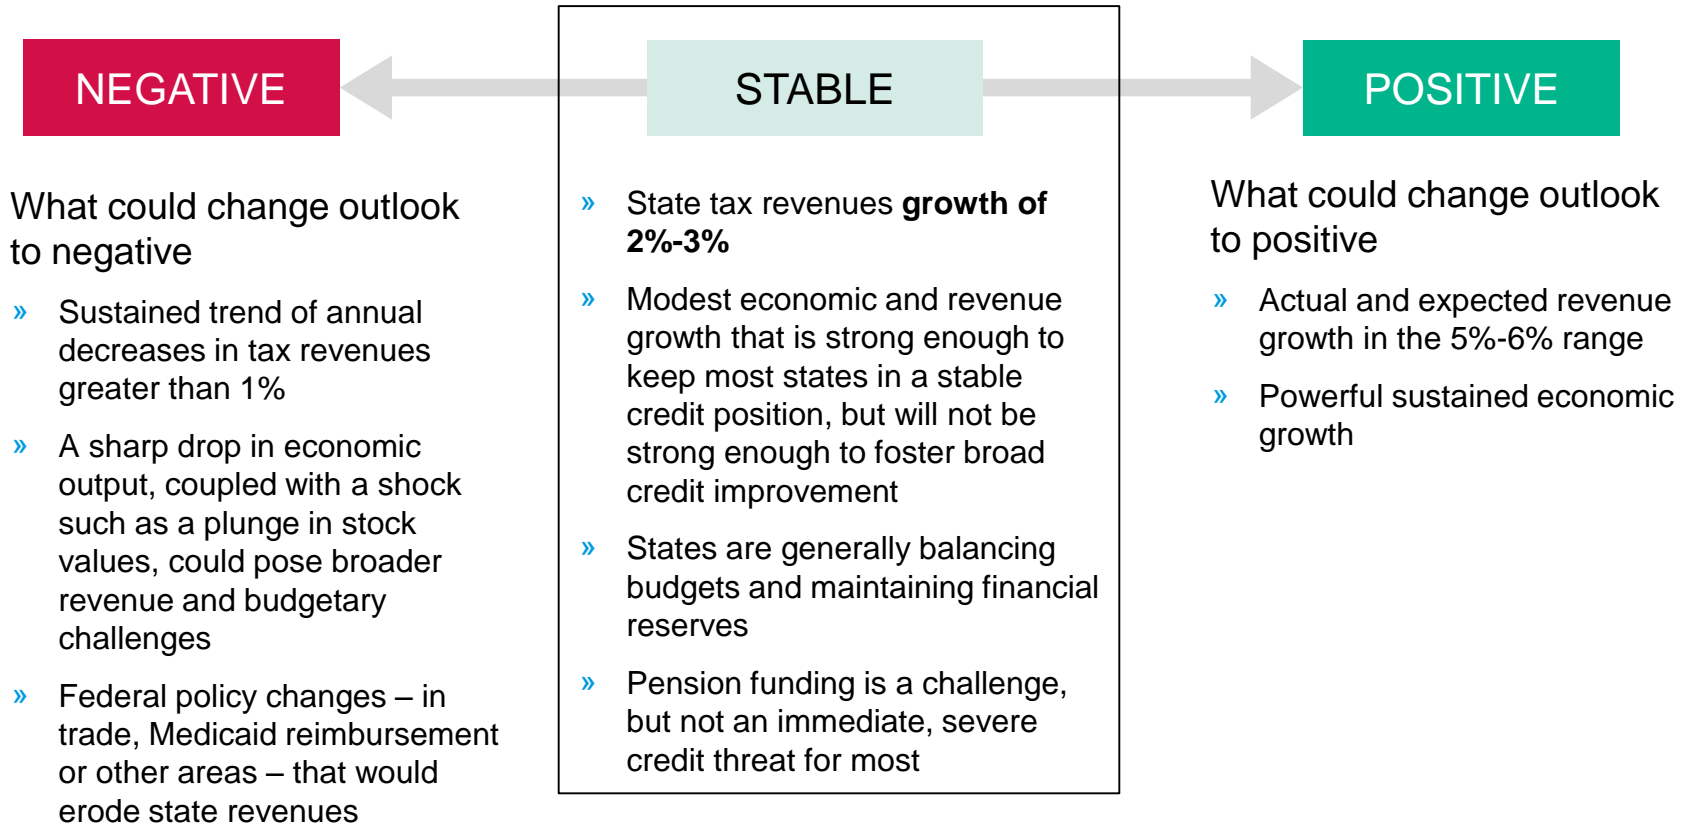 NEGATIVE
STABLE
POSITIVE
What could change outlook
to negative
» Sustained trend of annual
decreases in tax revenues
greater than 1%
» A sharp drop in economic
output, coupled with a shock
such as a plunge in stock
values, could pose broader
revenue and budgetary
challenges
» Federal policy changes – in
trade, Medicaid reimbursement
or other areas – that would
erode state revenues
» State tax revenues growth of
2%-3%
» Modest economic and revenue
growth that is strong enough to
keep most states in a stable
credit position, but will not be
strong enough to foster broad
credit improvement
» States are generally balancing
budgets and maintaining financial
reserves
» Pension funding is a challenge,
but not an immediate, severe
credit threat for most
What could change outlook
to positive
» Actual and expected revenue
growth in the 5%-6% range
» Powerful sustained economic
growth